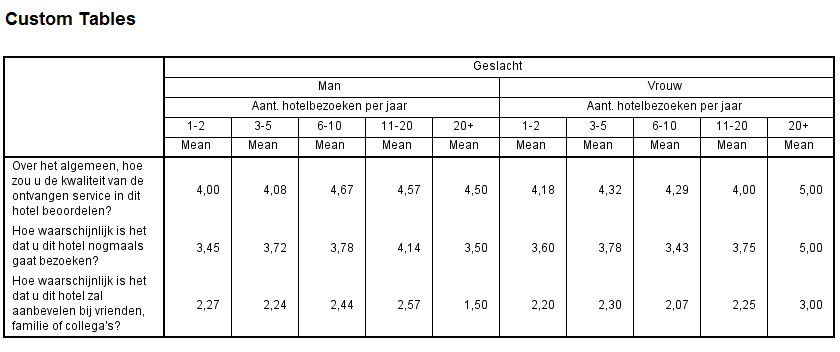 Custom Tables
Geslacht
Man Vrouw
Aant. hotelbezoeken per jaar Aant. hotelbezoeken per jaar
1-2 3-5 6-10 11-20 20+ 1-2 3-5 6-10 11-20 20+
Mean Mean Mean Mean Mean Mean Mean Mean Mean Mean
Over het algemeen, hoe
zou u de kwaliteit van de
ontvangen service in dit
hotel beoordelen?
4,00 4,08 4,67 4,57 4,50 4,18 4,32 4,29 4,00 5,00
Hoe waarschijnlijk is het
dat u dit hotel nogmaals
gaat bezoeken?
3,45 3,72 3,78 4,14 3,50 3,60 3,78 3,43 3,75 5,00
Hoe waarschijnlijk is het
dat u dit hotel zal
aanbevelen bij vrienden,
familie of collega's?
2,27 2,24 2,44 2,57 1,50 2,20 2,30 2,07 2,25 3,00